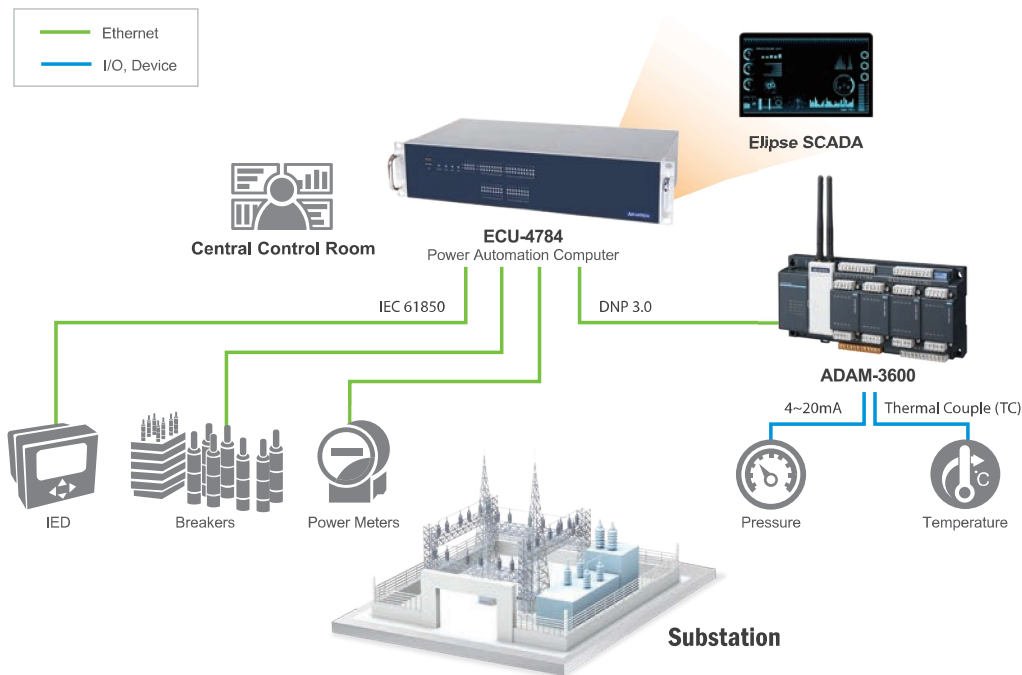 Ethernet
I/O, Device
Elipse SCADA
Central Control Room
ECU-4784
Power Automation Computer
IEC 61850
DNP 3.0
ADAM-3600
4~20mA
Thermal Couple (TC)
°C
IED
Breakers
Power Meters
Pressure
Temperature
Substation